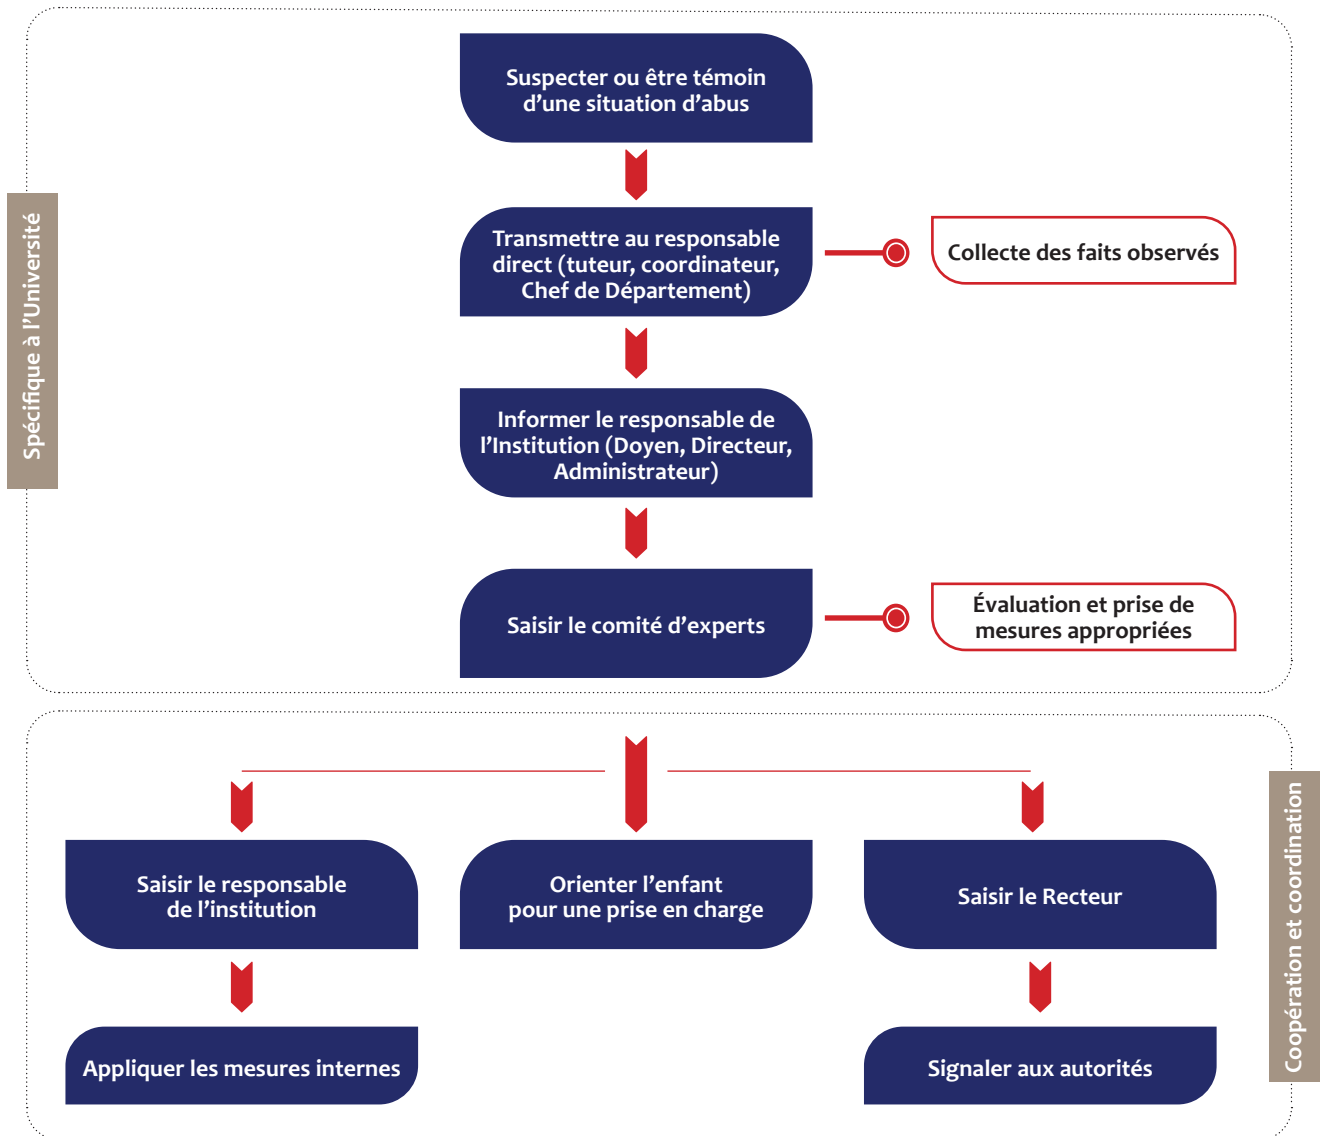 Suspecter ou être témoin
d’une situation d’abus
Spécifique à l’Université
Transmettre au responsable
direct (tuteur, coordinateur,
Chef de Département)
Collecte des faits observés
Informer le responsable de
l’Institution (Doyen, Directeur,
Administrateur)
Saisir le comité d’experts
Évaluation et prise de
mesures appropriées
Coopération et coordination
Saisir le responsable
de l’institution
Orienter l’enfant
pour une prise en charge
Saisir le Recteur
Appliquer les mesures internes
Signaler aux autorités